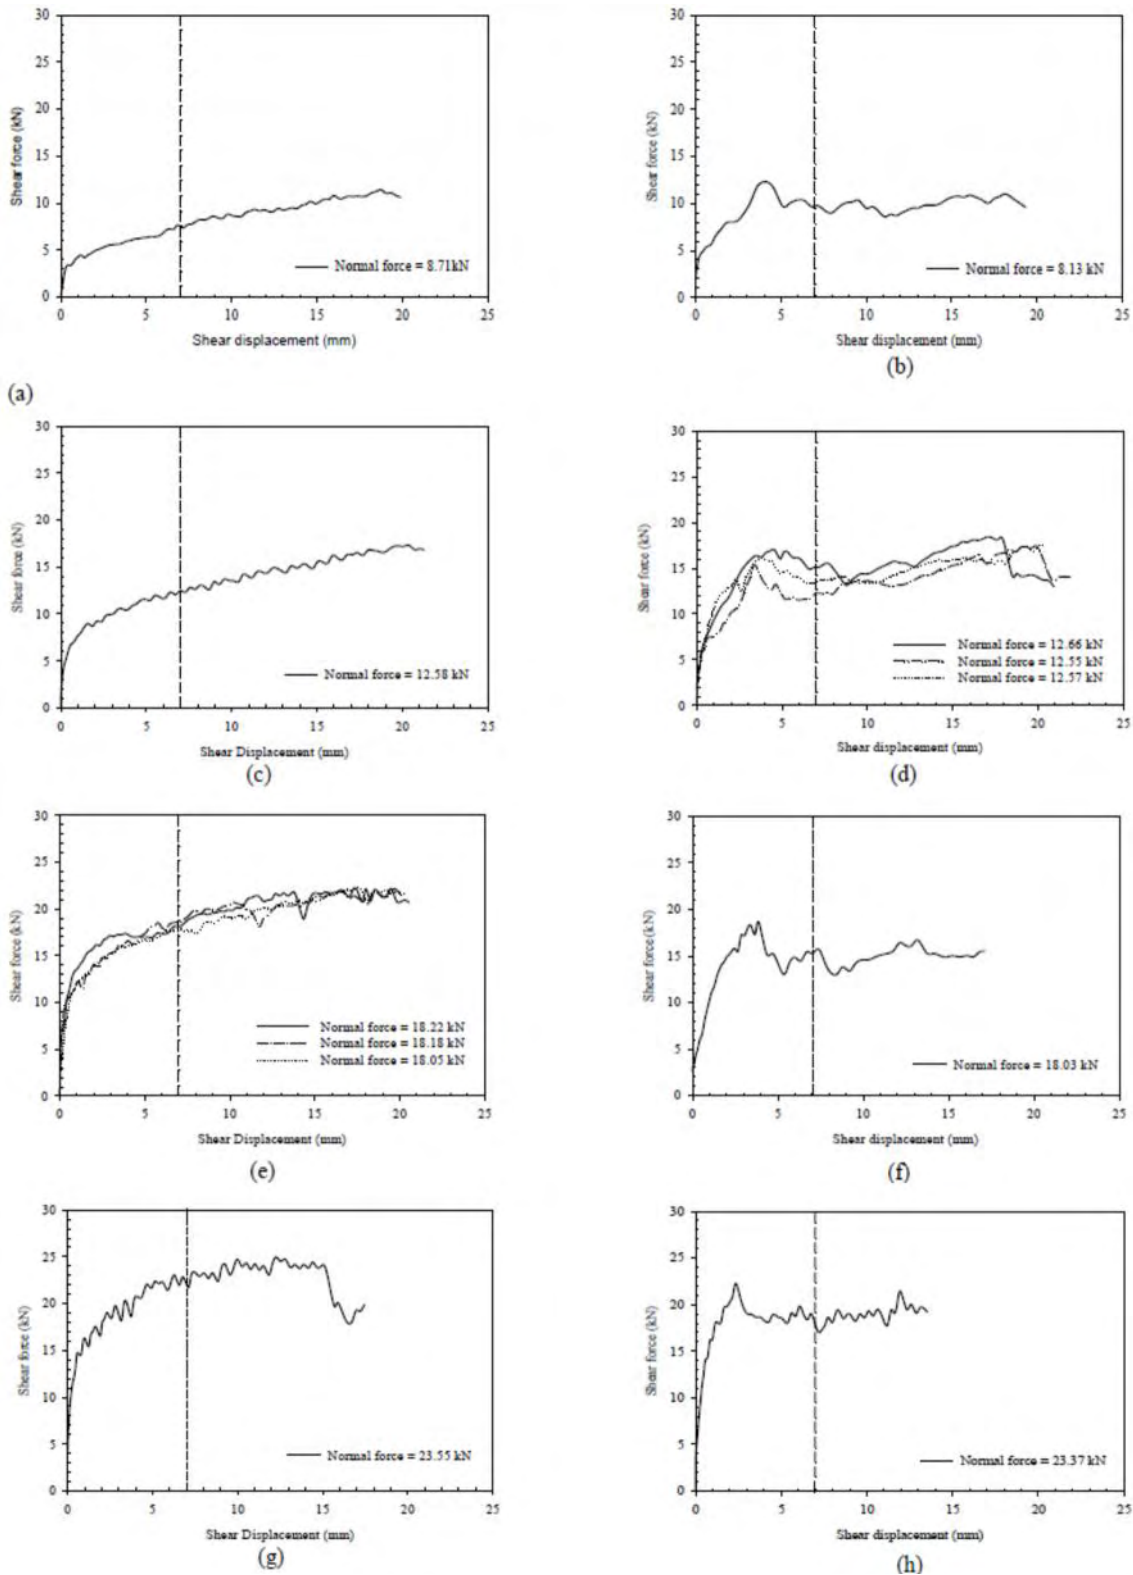 30
25
20
15
10
5
0
Shear force (kN)
Normal force = 8.71kN
0 5 10 15 20 25
Shear displacement (mm)
(a)
30
25
20
15
10
5
0
Shear force (kN)
Normal force = 8.13 kN
0 5 10 15 20 25
Shear displacement (mm)
(b)
30
25
20
15
10
5
0
Shear force (kN)
Normal force = 12.58 kN
0 5 10 15 20 25
Shear Displacement (mm)
(c)
30
25
20
15
10
5
0
Shear force (kN)
Normal force = 12.66 kN
Normal force = 12.55 kN
Normal force = 12.57 kN
0 5 10 15 20 25
Shear displacement (mm)
(d)
30
25
20
15
10
5
0
Shear force (kN)
Normal force = 18.22 kN
Normal force = 18.18 kN
Normal force = 18.05 kN
0 5 10 15 20 25
Shear Displacement (mm)
(e)
30
25
20
15
10
5
0
Shear force (kN)
Normal force = 18.03 kN
0 5 10 15 20 25
Shear displacement (mm)
(f)
30
25
20
15
10
5
0
Shear force (kN)
Normal force = 23.55 kN
0 5 10 15 20 25
Shear Displacement (mm)
(g)
30
25
20
15
10
5
0
Shear force (kN)
Normal force = 23.37 kN
0 5 10 15 20 25
Shear displacement (mm)
(h)